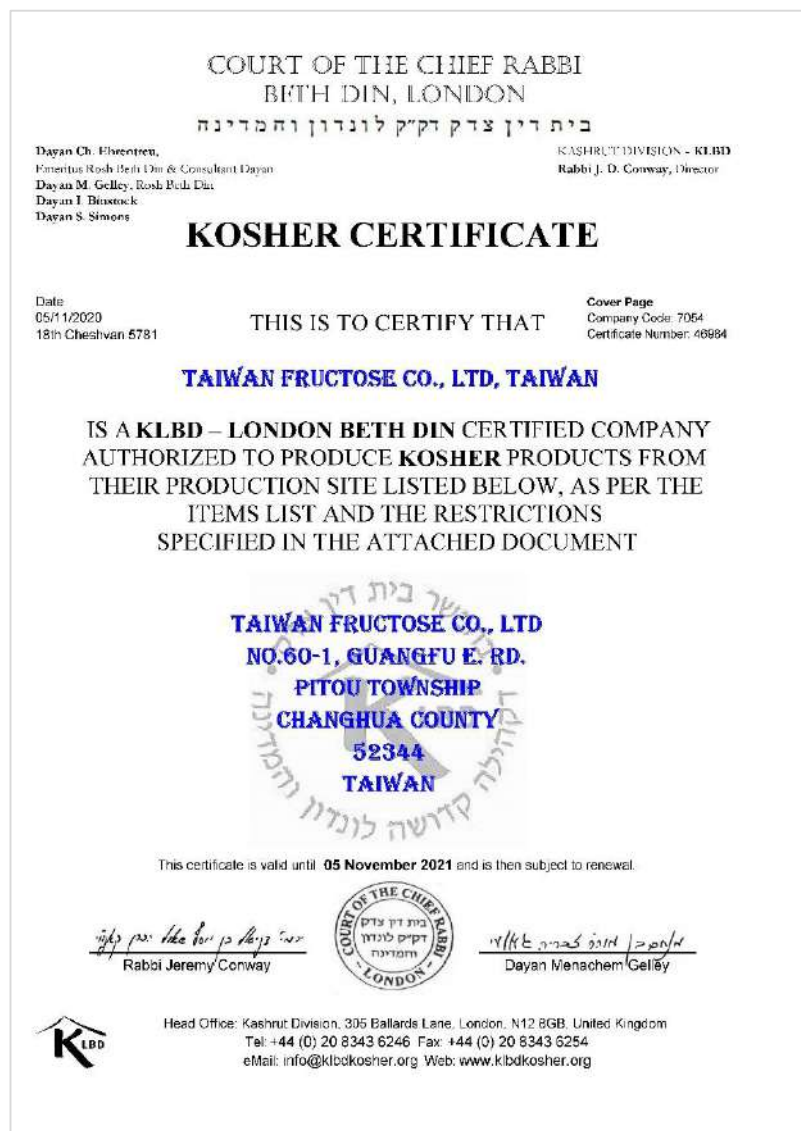 COURT OF THE CHIEF RABBI
BETH DIN, LONDON
בית דין צדק דק״ק לונדון והמדינה
Dayan Ch. Ehrentreu,
Emeritus Rosh Beth Din & Consultant Dayan
Dayan M. Gelley, Rosh Beth Din
Dayan I. Binstock
Dayan S. Simons
KASHRUT DIVISION - KLBD
Rabbi J. D. Conway, Director
KOSHER CERTIFICATE
Date
05/11/2020
18th Cheshvan 5781
THIS IS TO CERTIFY THAT
Cover Page
Company Code: 7054
Certificate Number: 46984
TAIWAN FRUCTOSE CO., LTD, TAIWAN
IS A KLBD – LONDON BETH DIN CERTIFIED COMPANY
AUTHORIZED TO PRODUCE KOSHER PRODUCTS FROM
THEIR PRODUCTION SITE LISTED BELOW, AS PER THE
ITEMS LIST AND THE RESTRICTIONS
SPECIFIED IN THE ATTACHED DOCUMENT
TAIWAN FRUCTOSE CO., LTD
NO.60-1, GUANGFU E. RD.
PITOU TOWNSHIP
CHANGHUA COUNTY
52344
TAIWAN
בית דין
קהילה קדושה לונדון והמדינה
This certificate is valid until 05 November 2021 and is then subject to renewal.
COURT OF THE CHIEF RABBI
בית דין צדק
דק״ק לונדון
והמדינה
- LONDON -
Rabbi Jeremy Conway
Dayan Menachem Gelley
KLBD
Head Office: Kashrut Division, 305 Ballards Lane, London, N12 8GB, United Kingdom
Tel: +44 (0) 20 8343 6246 Fax: +44 (0) 20 8343 6254
eMail: info@klbdkosher.org Web: www.klbdkosher.org